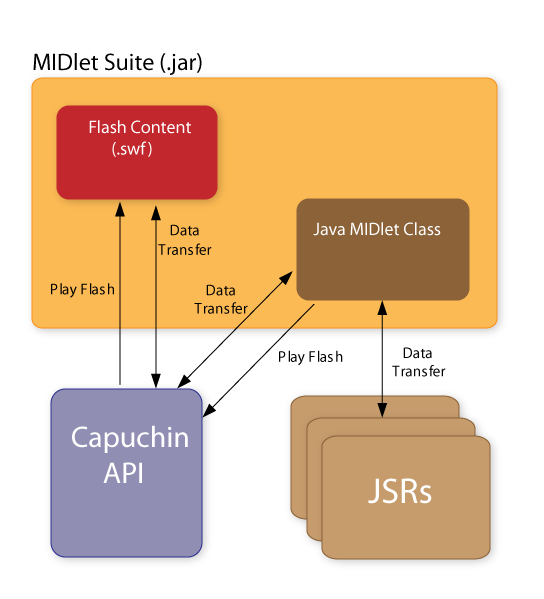 MIDlet Suite (.jar)
Flash Content
(.swf)
Java MIDlet Class
Data
Transfer
Play Flash
Data
Transfer
Play Flash
Data
Transfer
Capuchin
API
JSRs